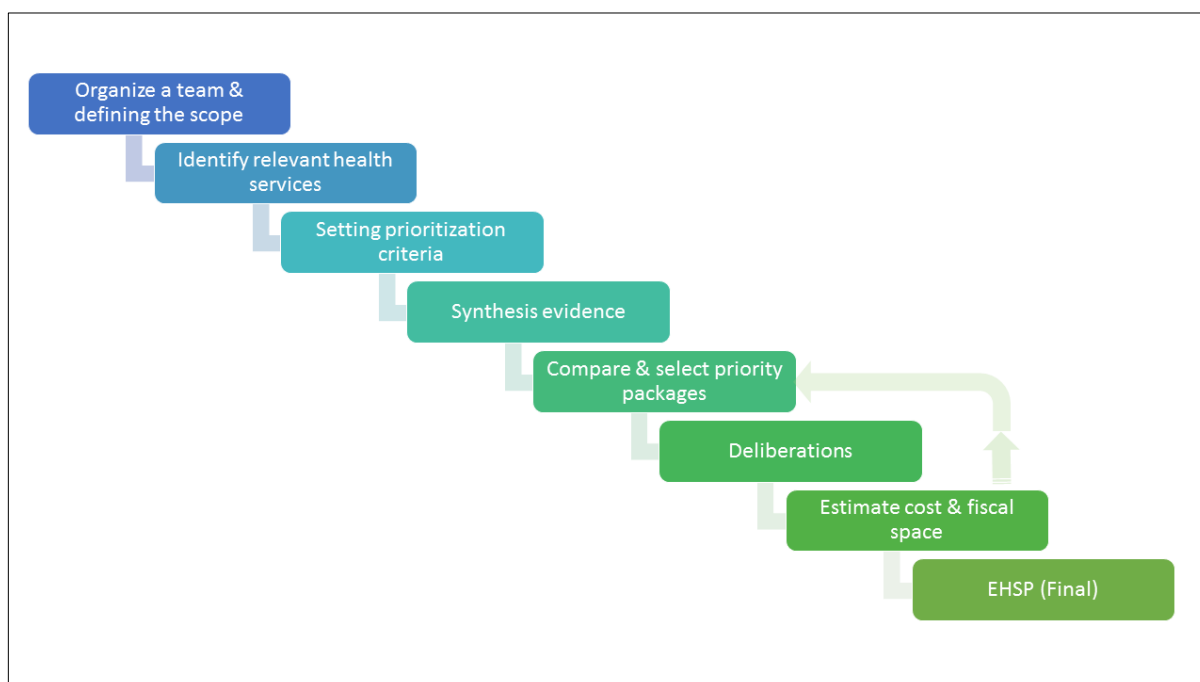 Organize a team &
defining the scope
Identify relevant health
services
Setting prioritization
criteria
Synthesis evidence
Compare & select priority
packages
Deliberations
Estimate cost & fiscal
space
EHSP (Final)